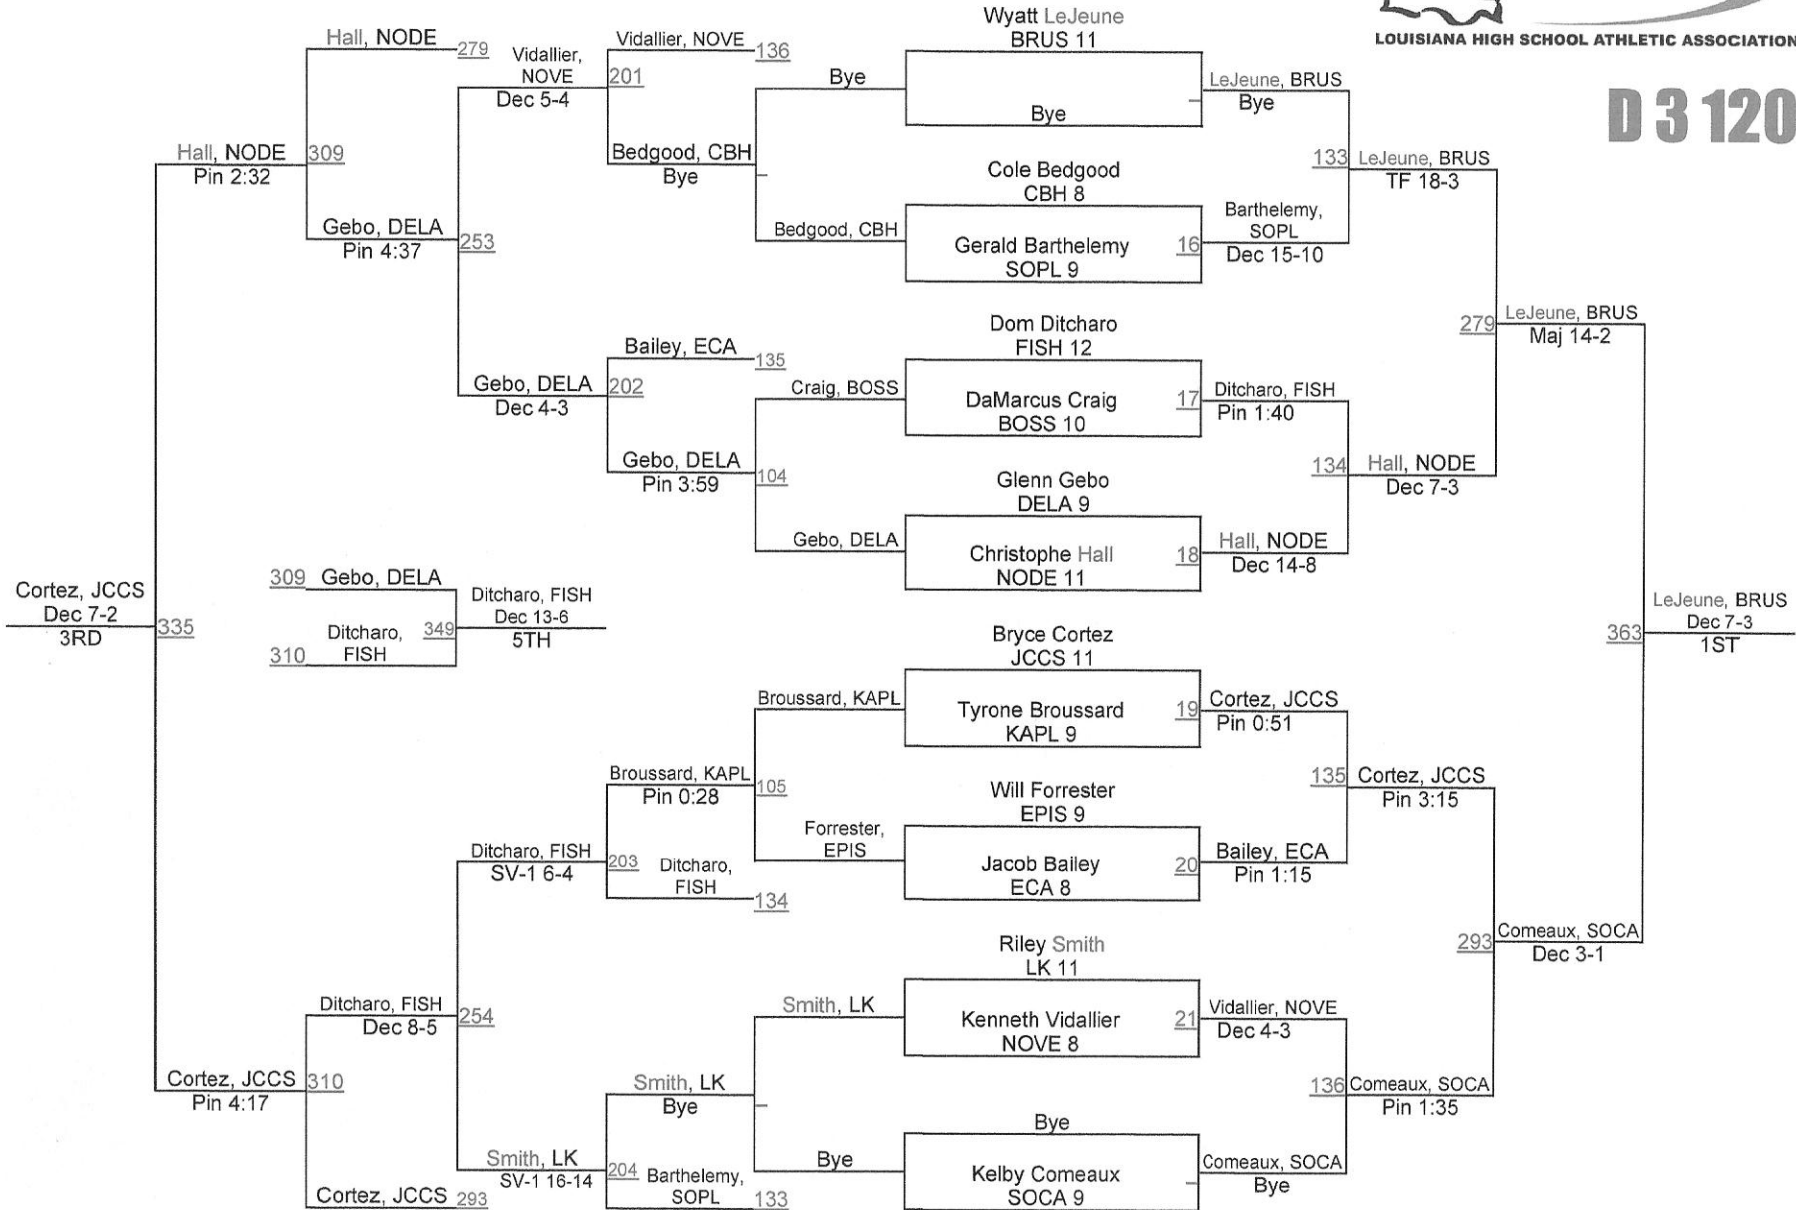 LOUISIANA HIGH SCHOOL ATHLETIC ASSOCIATION
D 3 120
Hall, NODE
279
Hall, NODE
Pin 2:32
309
Gebo, DELA
Pin 4:37
253
Vidallier,
NOVE
Dec 5-4
201
Vidallier, NOVE
136
Bedgood, CBH
Bye
Bye
Bedgood, CBH
Gebo, DELA
Dec 4-3
202
Bailey, ECA
135
Gebo, DELA
Pin 3:59
104
Craig, BOSS
Gebo, DELA
Wyatt LeJeune
BRUS 11
Bye
Cole Bedgood
CBH 8
Gerald Barthelemy
SOPL 9
16
Dom Ditcharo
FISH 12
DaMarcus Craig
BOSS 10
17
Glenn Gebo
DELA 9
Christophe Hall
NODE 11
18
LeJeune, BRUS
Bye
Barthelemy,
SOPL
Dec 15-10
133
LeJeune, BRUS
TF 18-3
Ditcharo, FISH
Pin 1:40
Hall, NODE
Dec 14-8
134
Hall, NODE
Dec 7-3
279
LeJeune, BRUS
Maj 14-2
Cortez, JCCS
Dec 7-2
3RD
335
309
Gebo, DELA
310
Ditcharo,
FISH
349
Ditcharo, FISH
Dec 13-6
5TH
363
LeJeune, BRUS
Dec 7-3
1ST
Bryce Cortez
JCCS 11
Tyrone Broussard
KAPL 9
19
Will Forrester
EPIS 9
Jacob Bailey
ECA 8
20
Riley Smith
LK 11
Kenneth Vidallier
NOVE 8
21
Bye
Kelby Comeaux
SOCA 9
Broussard, KAPL
Forrester,
EPIS
Broussard, KAPL
Pin 0:28
105
Ditcharo, FISH
SV-1 6-4
203
Ditcharo,
FISH
134
Ditcharo, FISH
Dec 8-5
254
Cortez, JCCS
Pin 4:17
310
Cortez, JCCS
293
Smith, LK
SV-1 16-14
204
Smith, LK
Bye
Barthelemy,
SOPL
133
Smith, LK
Bye
Cortez, JCCS
Pin 0:51
Bailey, ECA
Pin 1:15
135
Cortez, JCCS
Pin 3:15
Vidallier, NOVE
Dec 4-3
Comeaux, SOCA
Bye
136
Comeaux, SOCA
Pin 1:35
293
Comeaux, SOCA
Dec 3-1